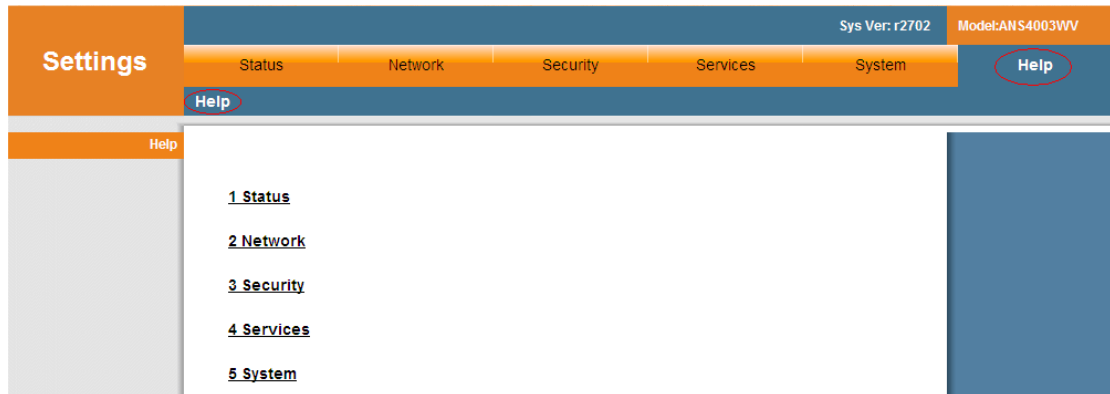 Sys Ver: r2702 Model:ANS4003WV
Settings Status Network Security Services System Help
Help
Help
1 Status
2 Network
3 Security
4 Services
5 System